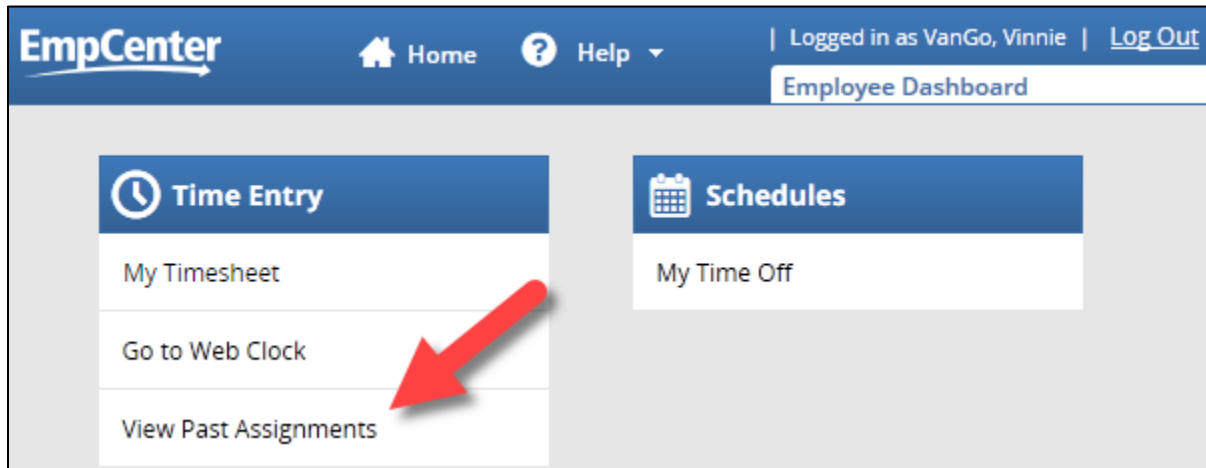 EmpCenter
Home
? Help
| Logged in as VanGo, Vinnie | Log Out
Employee Dashboard
Time Entry
My Timesheet
Go to Web Clock
View Past Assignments
Schedules
My Time Off